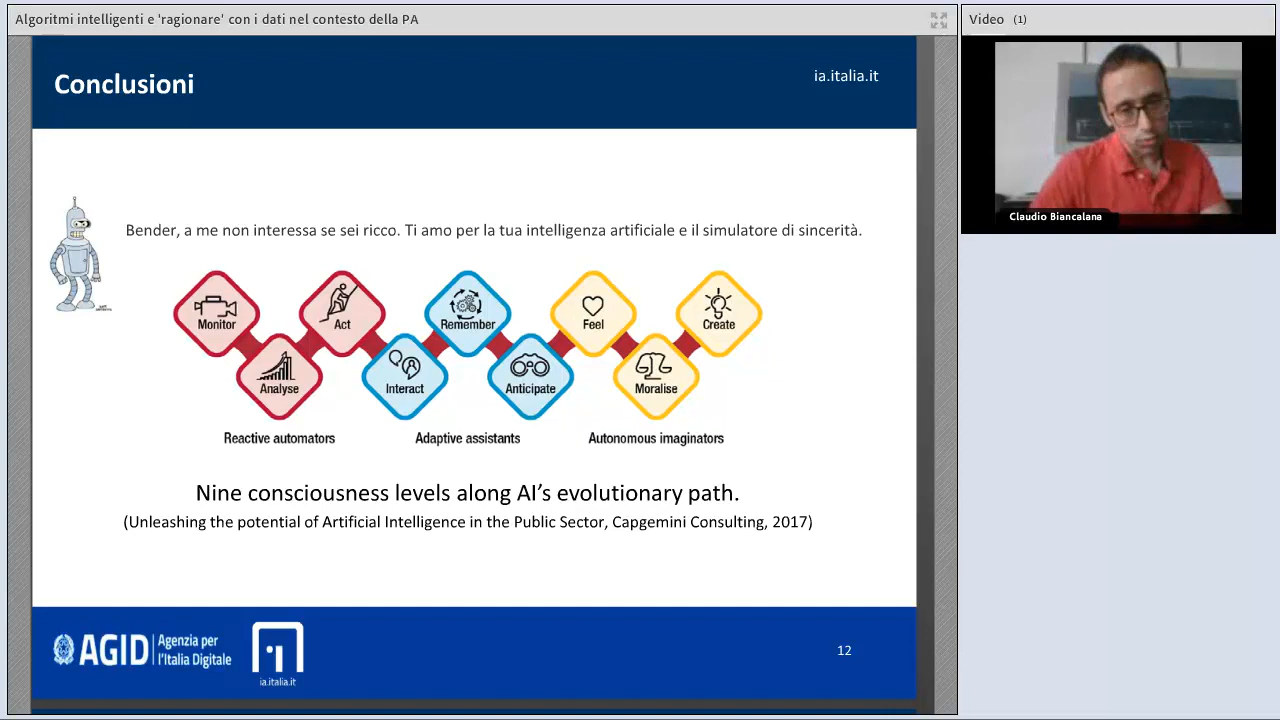 Algoritmi intelligenti e 'ragionare' con i dati nel contesto della PA
Video (1)
Conclusioni
ia.italia.it
Claudio Biancalana
Bender, a me non interessa se sei ricco. Ti amo per la tua intelligenza artificiale e il simulatore di sincerità.
Monitor
Act
Remember
Feel
Create
Analyse
Interact
Anticipate
Moralise
Reactive automators
Adaptive assistants
Autonomous imaginators
Nine consciousness levels along AI’s evolutionary path.
(Unleashing the potential of Artificial Intelligence in the Public Sector, Capgemini Consulting, 2017)
AGID
Agenzia per
l'Italia Digitale
ia.italia.it
12